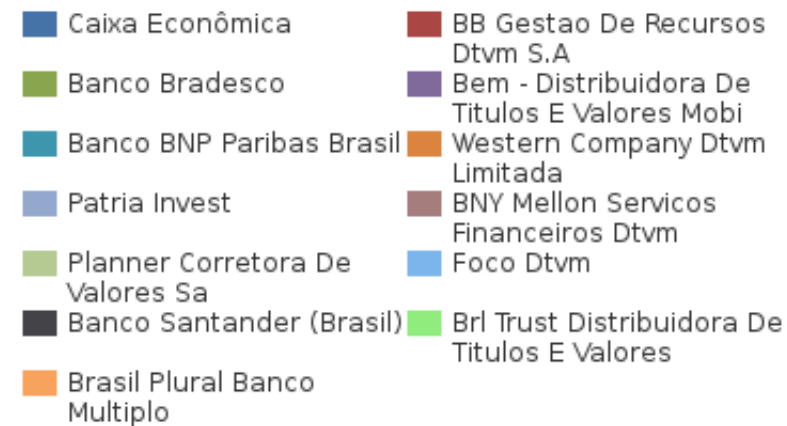 Caixa Econômica
BB Gestao De Recursos
Dtvm S.A
Banco Bradesco
Bem - Distribuidora De
Titulos E Valores Mobi
Banco BNP Paribas Brasil
Western Company Dtvm
Limitada
Patria Invest
BNY Mellon Servicos
Financeiros Dtvm
Planner Corretora De
Valores Sa
Foco Dtvm
Banco Santander (Brasil)
Brl Trust Distribuidora De
Titulos E Valores
Brasil Plural Banco
Multiplo